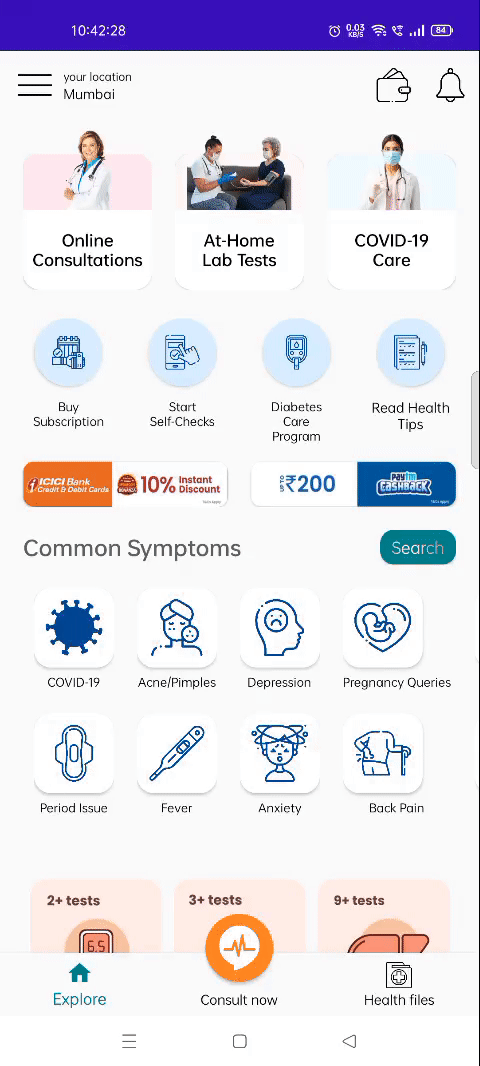 10:42:28
0.03
KB/S
84
your location
Mumbai
Online
Consultations
At-Home
Lab Tests
COVID-19
Care
Buy
Subscription
Start
Self-Checks
Diabetes
Care
Program
Read Health
Tips
ICICI Bank
Credit & Debit Cards
10% Instant
Discount
UP TO
₹200
paytm
CASHBACK
Common Symptoms
Search
COVID-19
Acne/Pimples
Depression
Pregnancy Queries
Period Issue
Fever
Anxiety
Back Pain
2+ tests
3+ tests
9+ tests
6.5
Explore
Consult now
Health files